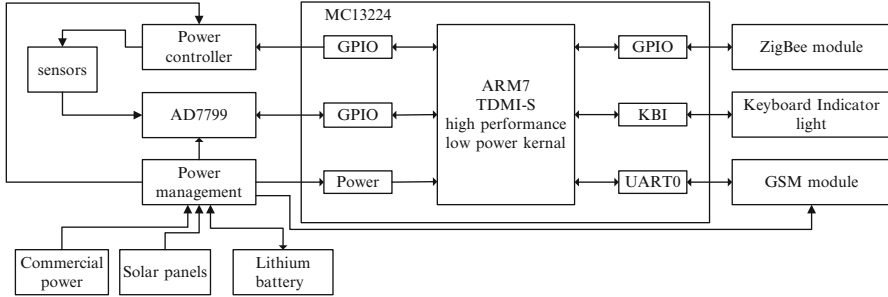 MC13224
Power
controller
GPIO
GPIO
ZigBee module
sensors
ARM7
TDMI-S
high performance
low power kernal
AD7799
GPIO
KBI
Keyboard Indicator
light
Power
management
Power
UART0
GSM module
Commercial
power
Solar panels
Lithium
battery